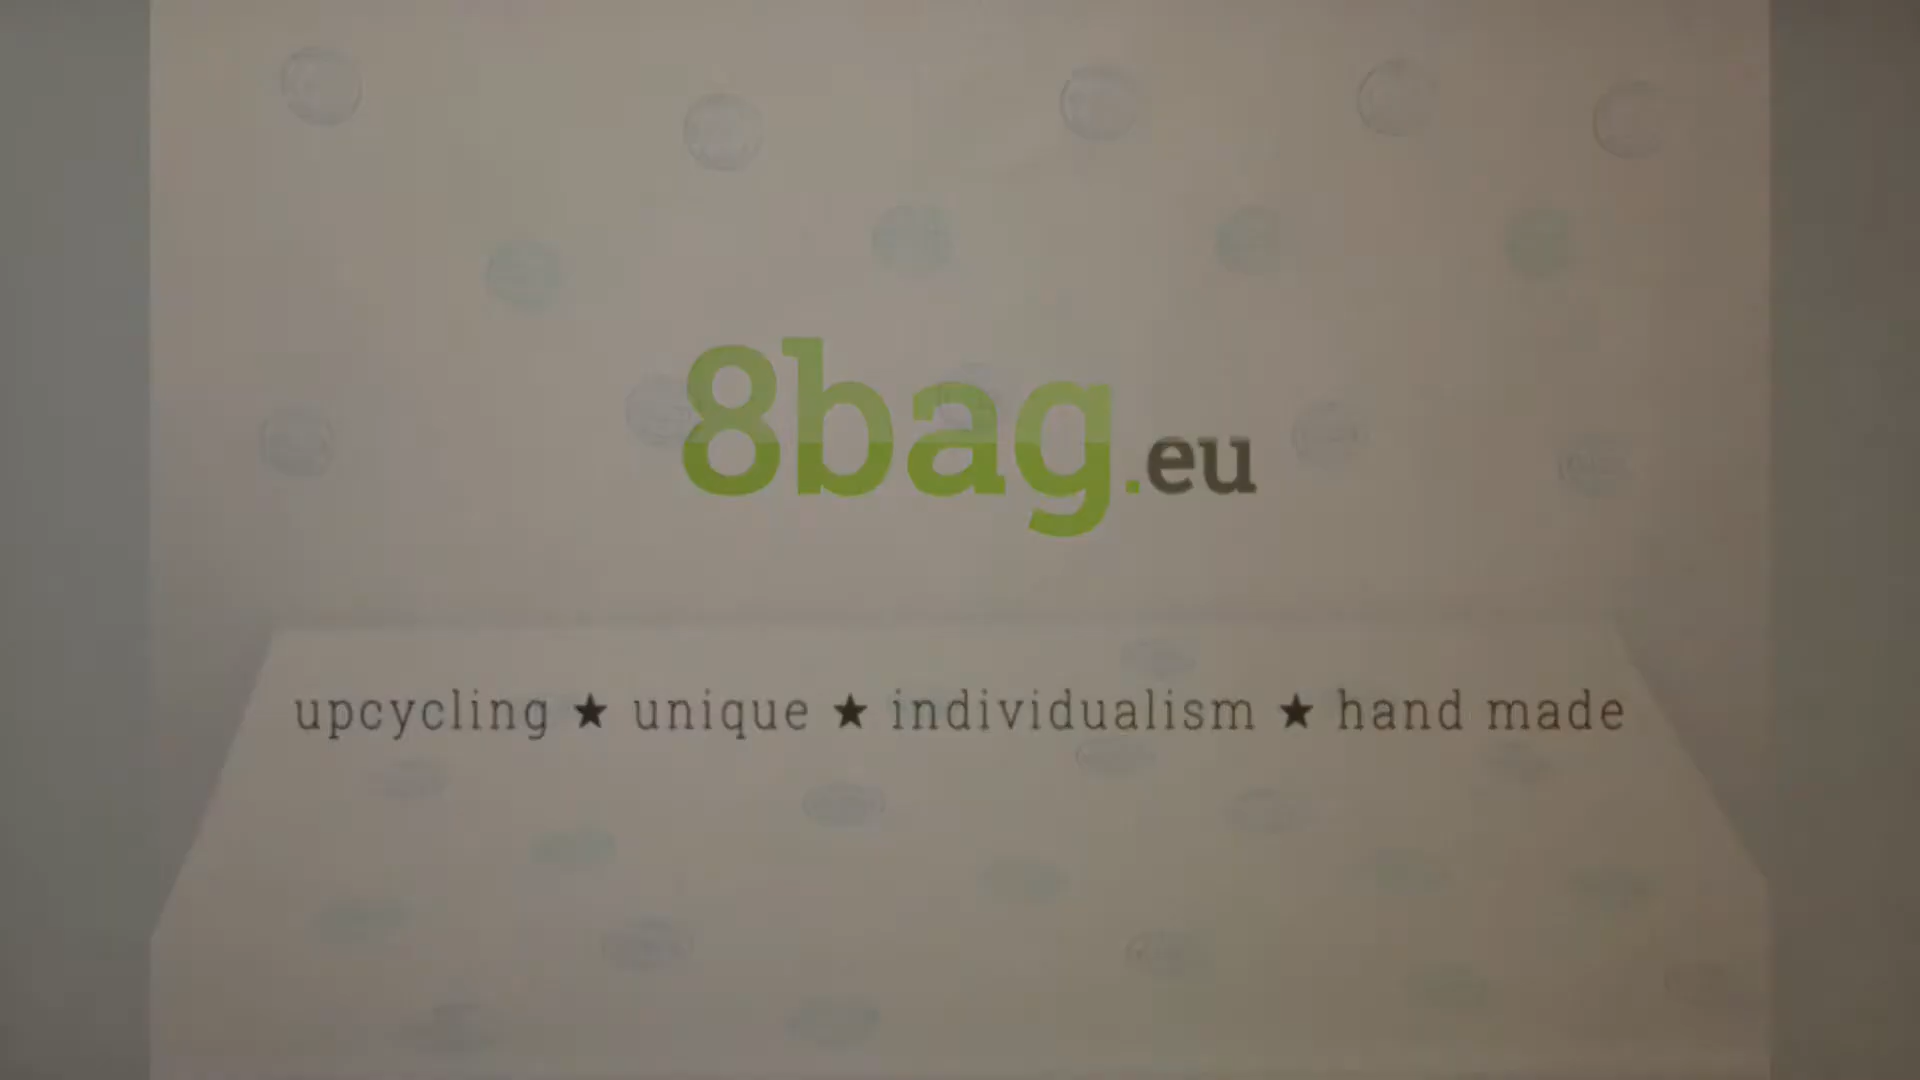 8bag.eu
upcycling ★ unique ★ individualism ★ hand made